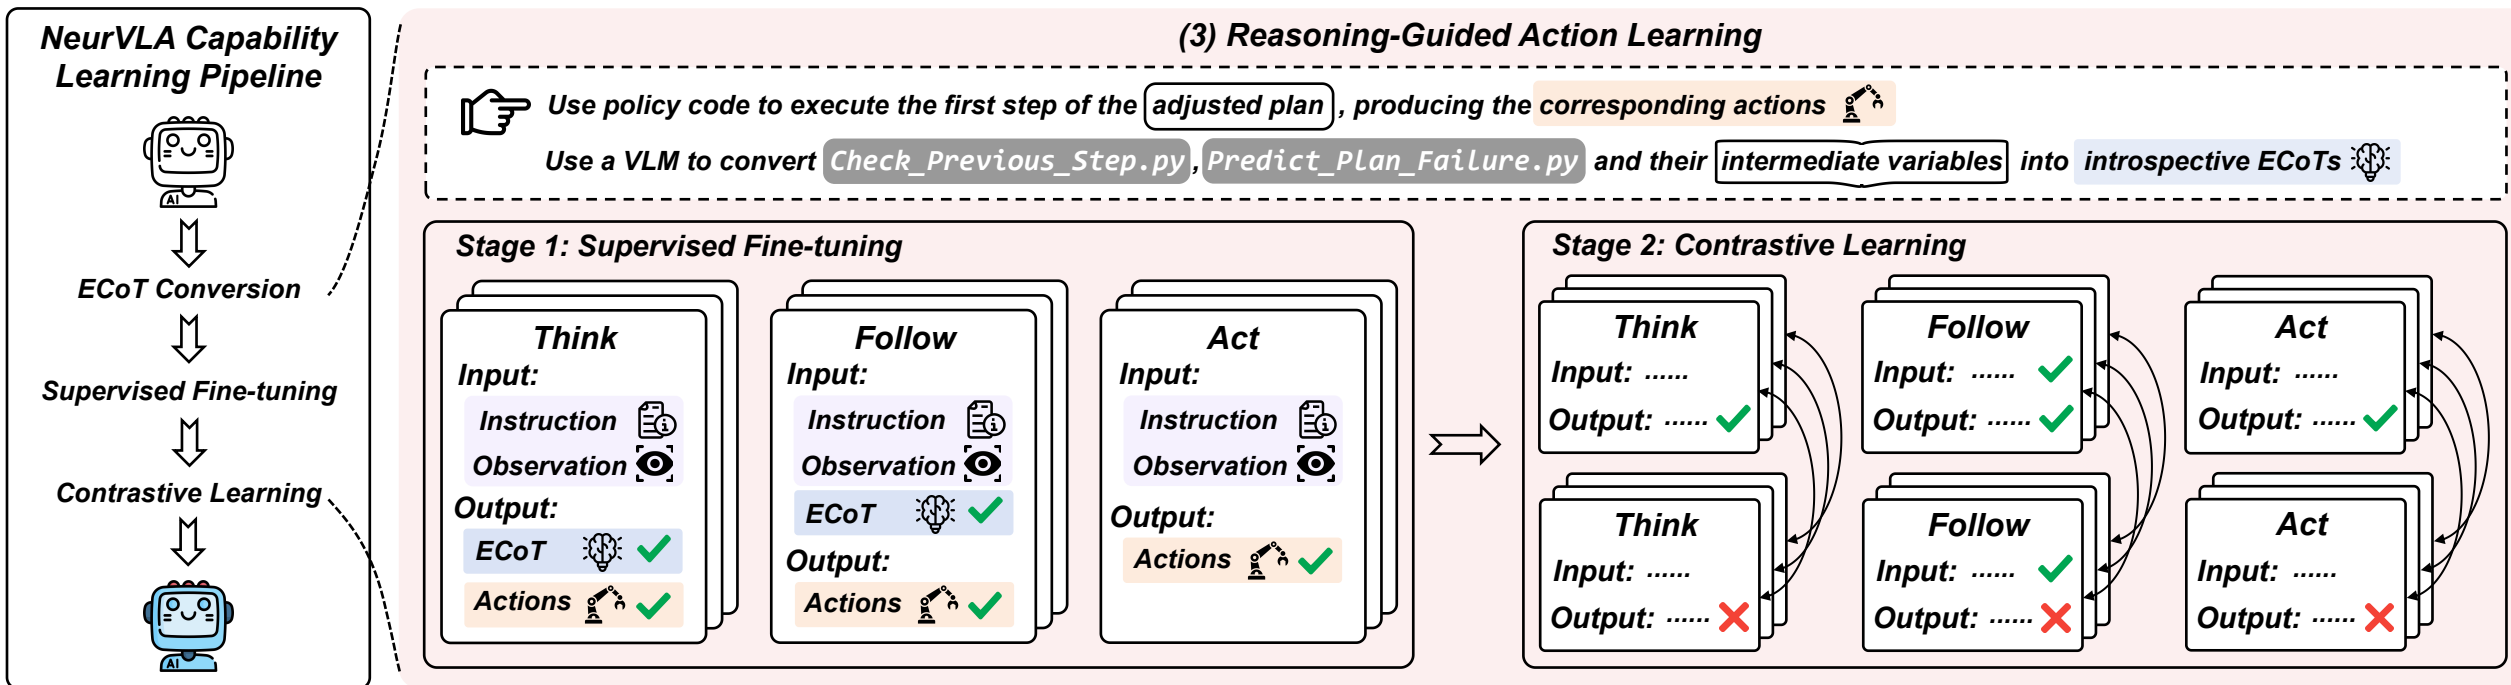 NeurVLA Capability
Learning Pipeline
AI
ECoT Conversion
Supervised Fine-tuning
Contrastive Learning
AI
(3) Reasoning-Guided Action Learning
Use policy code to execute the first step of the adjusted plan, producing the corresponding actions
Use a VLM to convert Check_Previous_Step.py, Predict_Plan_Failure.py and their intermediate variables into introspective ECoTs
Stage 1: Supervised Fine-tuning
Think
Input:
Instruction
Observation
Output:
ECoT
Actions
Follow
Input:
Instruction
Observation
ECoT
Output:
Actions
Act
Input:
Instruction
Observation
Output:
Actions
Stage 2: Contrastive Learning
Think
Input: ......
Output: ......
Follow
Input: ......
Output: ......
Act
Input: ......
Output: ......
Think
Input: ......
Output: ......
Follow
Input: ......
Output: ......
Act
Input: ......
Output: ......